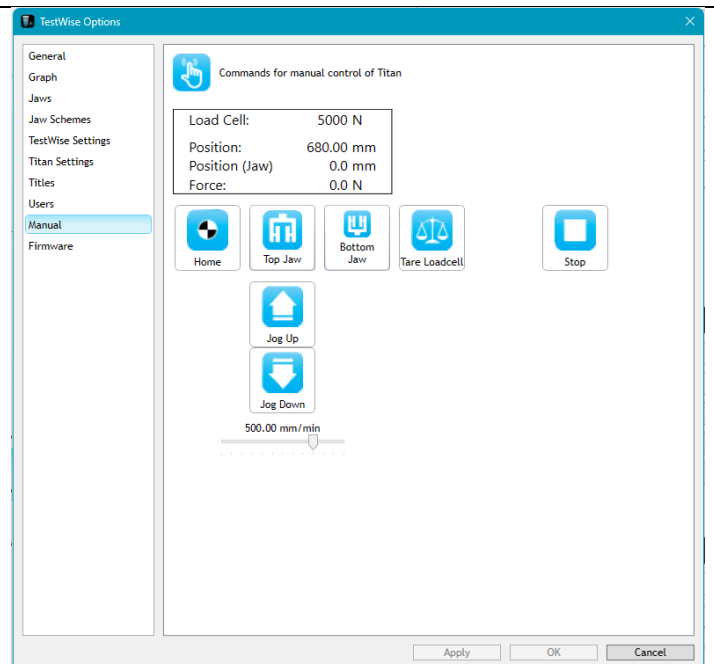 TestWise Options
General
Graph
Jaws
Jaw Schemes
TestWise Settings
Titan Settings
Titles
Users
Manual
Firmware
Commands for manual control of Titan
Load Cell: 5000 N
Position: 680.00 mm
Position (Jaw) 0.0 mm
Force: 0.0 N
Home
Top Jaw
Bottom
Jaw
Tare Loadcell
Stop
Jog Up
Jog Down
500.00 mm/min
Apply
OK
Cancel